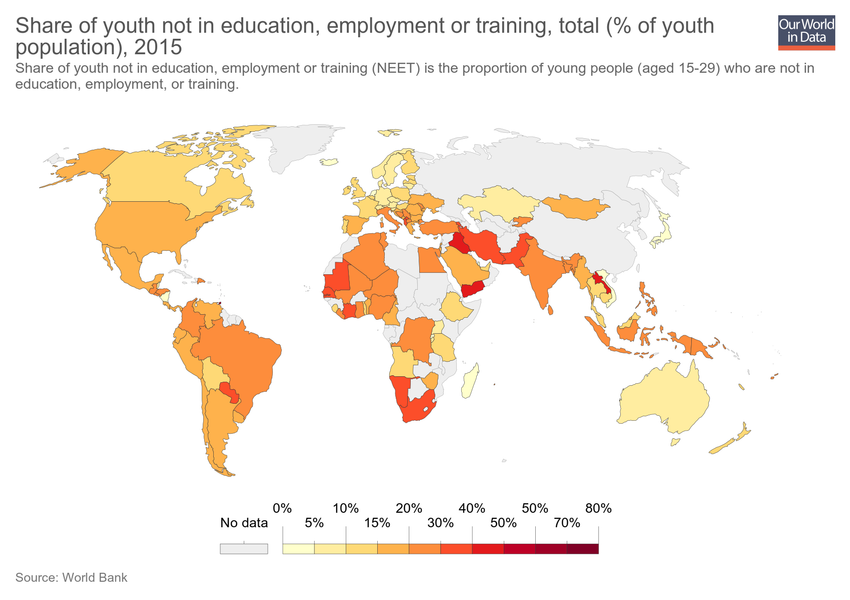 Share of youth not in education, employment or training, total (% of youth
population), 2015
Our World
in Data
Share of youth not in education, employment or training (NEET) is the proportion of young people (aged 15-29) who are not in
education, employment, or training.
0% 10% 20% 40% 50% 80%
No data 5% 15% 30% 50% 70%
Source: World Bank